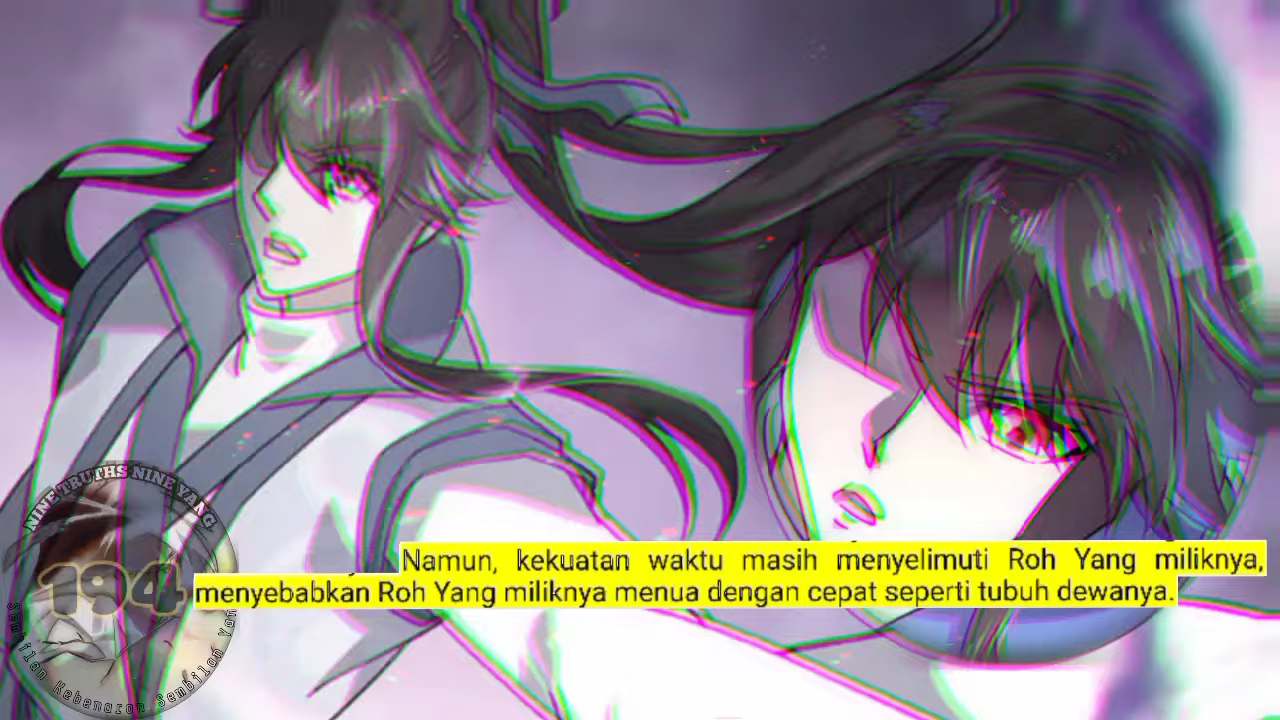 NINE TRUTHS NINE YANG
194
Sembilan Kebenaran Sembilan Yang
Namun, kekuatan waktu masih menyelimuti Roh Yang miliknya,
menyebabkan Roh Yang miliknya menua dengan cepat seperti tubuh dewanya.